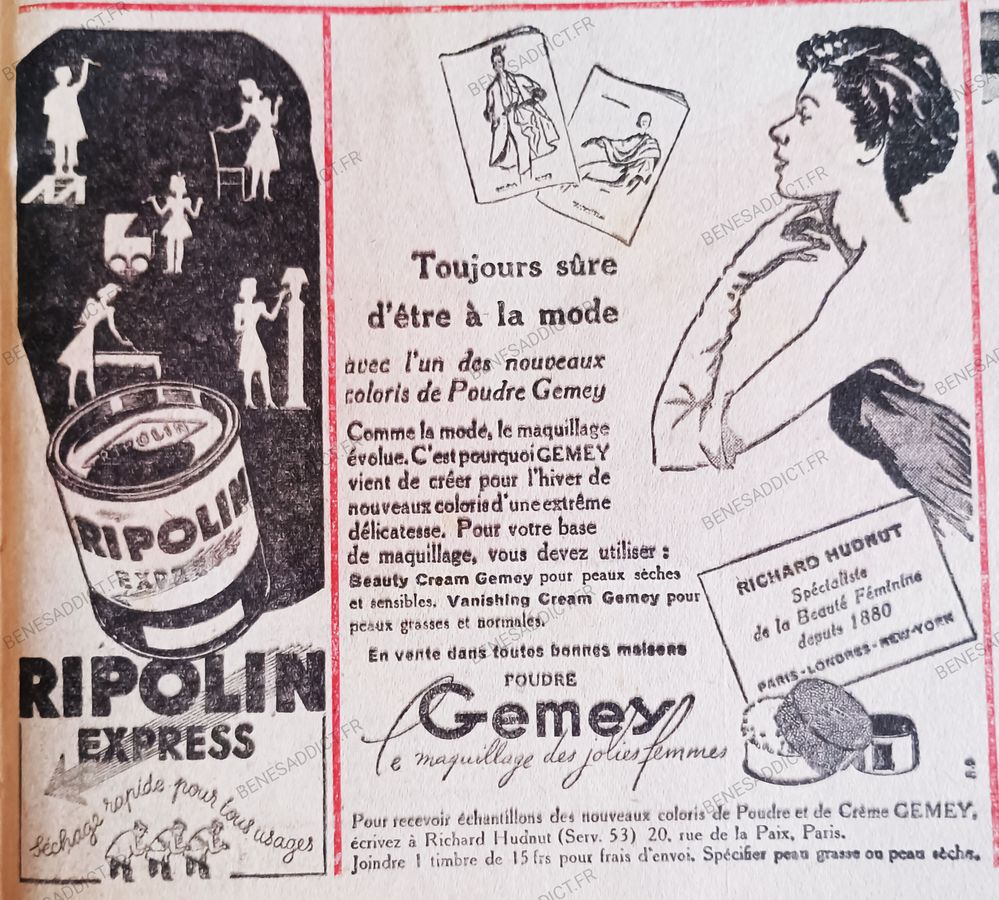 RIPOLIN
RIPOLIN
RIPOLIN
EXPRESS
séchage rapide pour tous usages
Toujours sûre
d'être à la mode
avec l'un des nouveaux
coloris de Poudre Gemey
Comme la mode, le maquillage
évolue. C'est pourquoi GEMEY
vient de créer pour l'hiver de
nouveaux coloris d'une extrême
délicatesse. Pour votre base
de maquillage, vous devez utiliser :
Beauty Cream Gemey pour peaux sèches
et sensibles. Vanishing Cream Gemey pour
peaux grasses et normales.
En vente dans toutes bonnes maisons
POUDRE
Gemey
le maquillage des jolies femmes
RICHARD HUDNUT
Spécialiste
de la Beauté Féminine
depuis 1880
PARIS-LONDRES-NEW-YORK
Pour recevoir échantillons des nouveaux coloris de Poudre et de Crème GEMEY,
écrivez à Richard Hudnut (Serv. 53) 20, rue de la Paix, Paris.
Joindre 1 timbre de 15 frs pour frais d'envoi. Spécifier peau grasse ou peau sèche.
BENESADDICT.FR